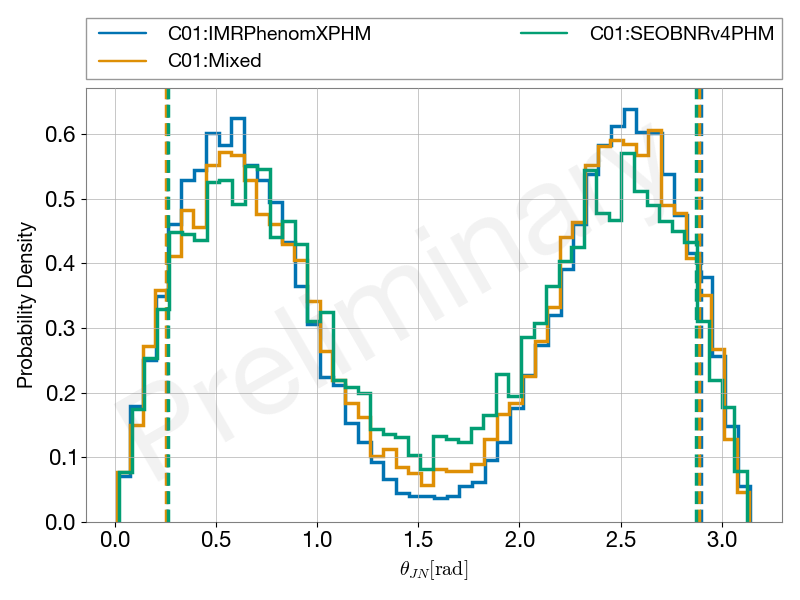 C01:IMRPhenomXPHM
C01:Mixed
C01:SEOBNRv4PHM
Probability Density
0.6
0.5
0.4
0.3
0.2
0.1
0.0
Preliminary
0.0 0.5 1.0 1.5 2.0 2.5 3.0
θJN[rad]